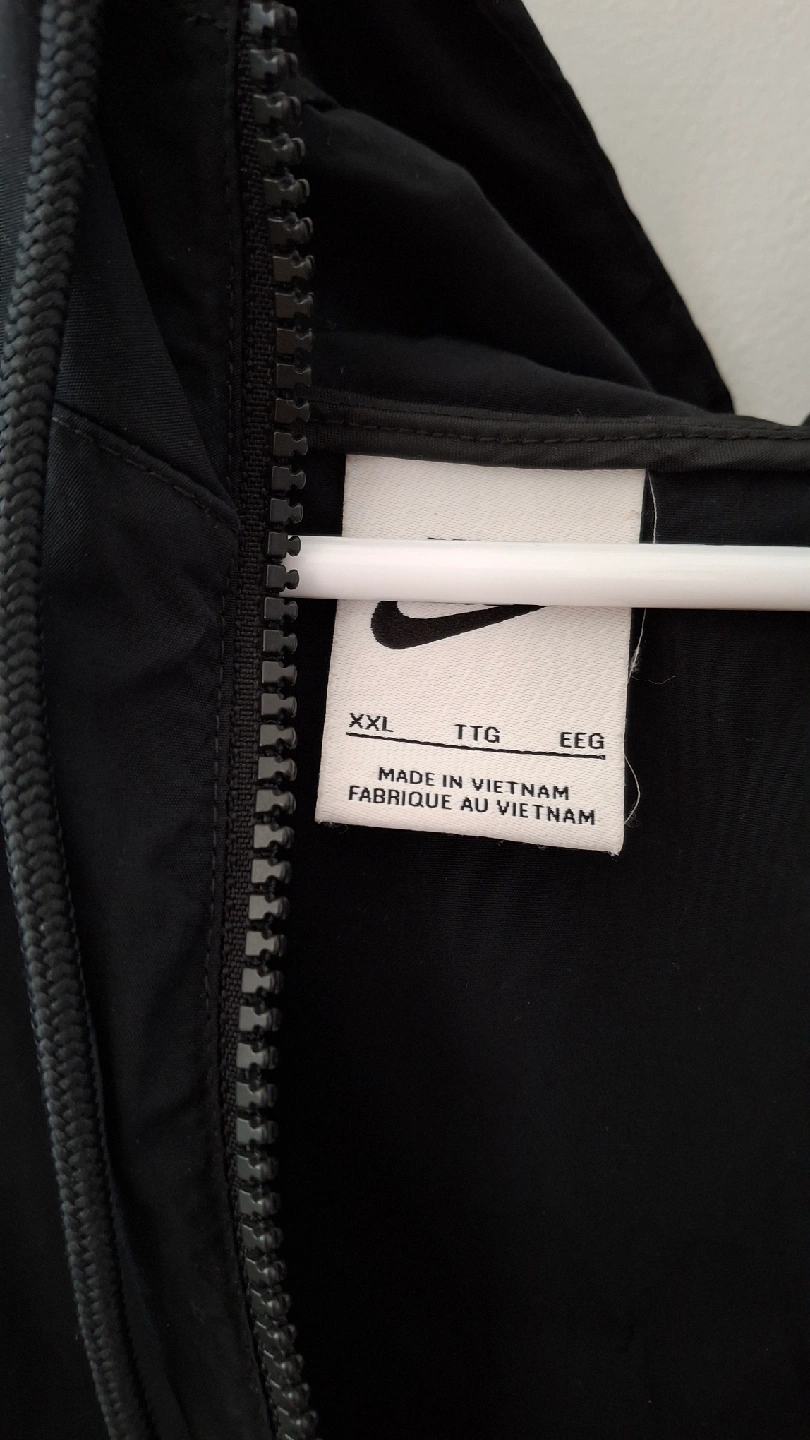 XXL TTG EEG
MADE IN VIETNAM
FABRIQUE AU VIETNAM